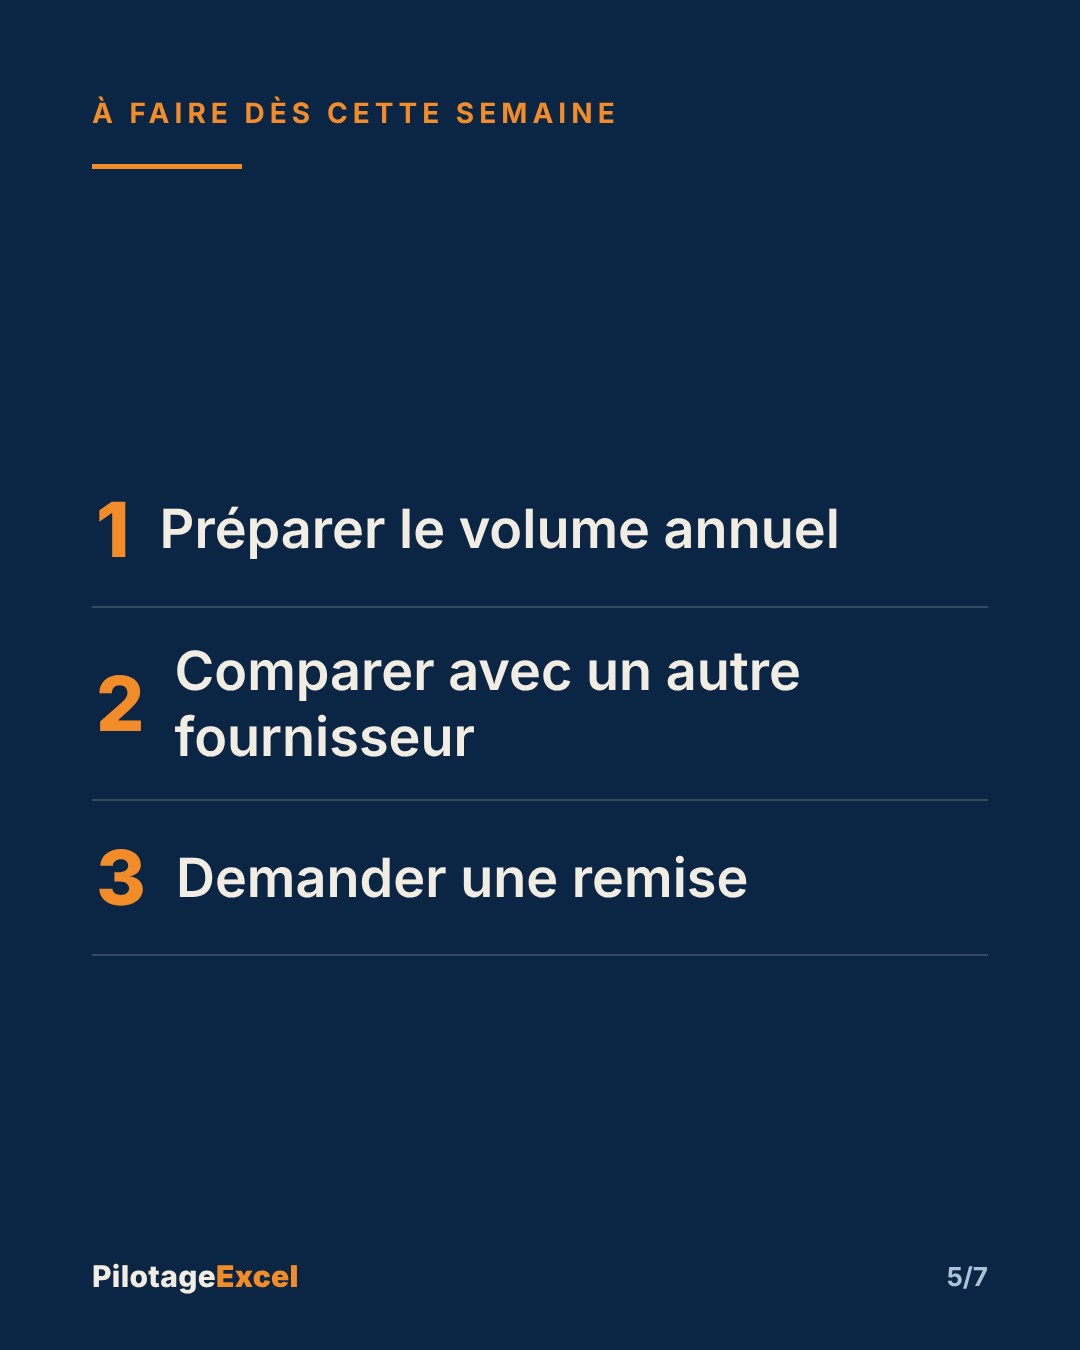 À FAIRE DÈS CETTE SEMAINE
1 Préparer le volume annuel
2 Comparer avec un autre
fournisseur
3 Demander une remise
PilotageExcel
5/7